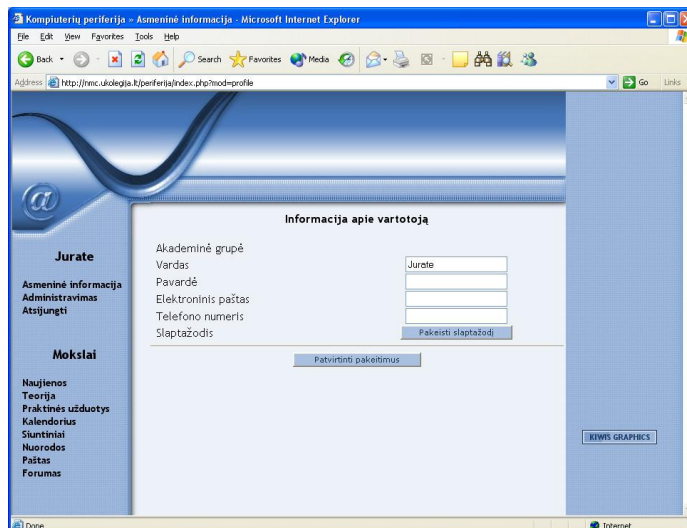 Kompiuterių periferija » Asmeninė informacija - Microsoft Internet Explorer
File Edit View Favorites Tools Help
Back Search Favorites Media
Address http://nmc.ukolegija.lt/periferija/index.php?mod=profile Go Links
@
Informacija apie vartotoją
Jurate
Asmeninė informacija
Administravimas
Atsijungti
Akademinė grupė
Vardas Jurate
Pavardė
Elektroninis paštas
Telefono numeris
Slaptažodis Pakeisti slaptažodį
Patvirtinti pakeitimus
Mokslai
Naujienos
Teorija
Praktinės užduotys
Kalendorius
Siuntiniai
Nuorodos
Paštas
Forumas
KIWIS GRAPHICS
Done Internet